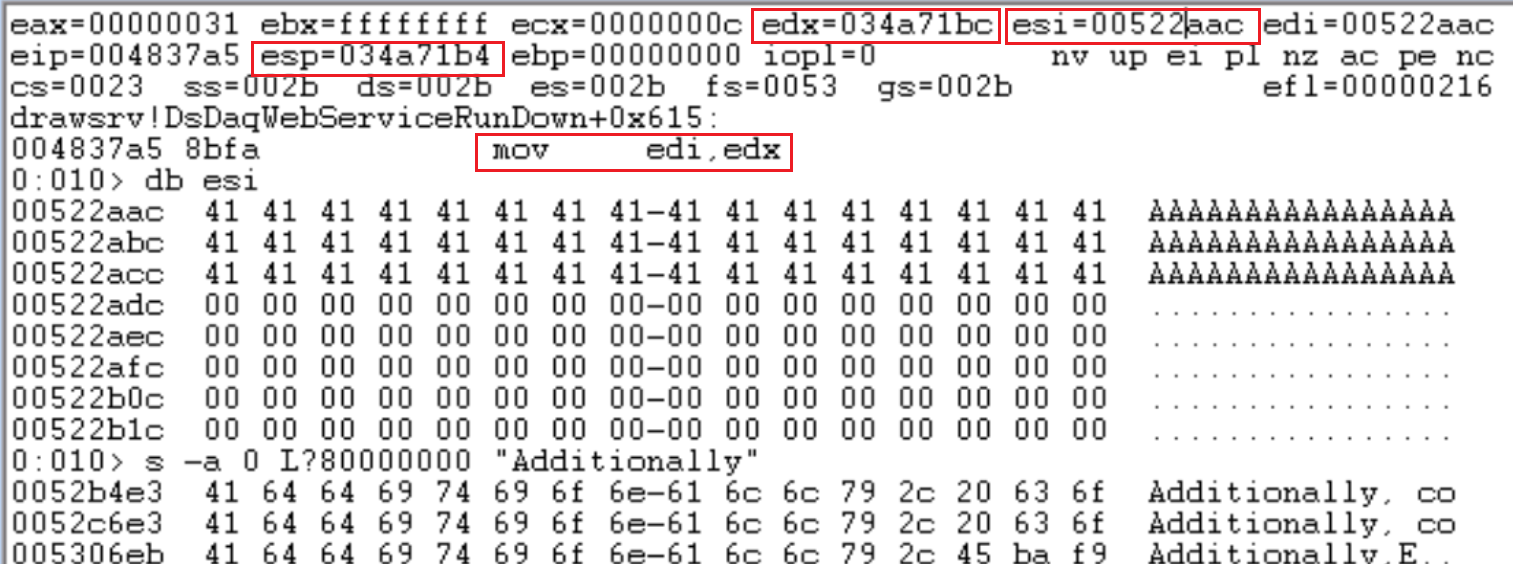 eax=00000031 ebx=ffffffff ecx=0000000c edx=034a71bc esi=00522aac edi=00522aac
eip=004837a5 esp=034a71b4 ebp=00000000 iopl=0 nv up ei pl nz ac pe nc
cs=0023 ss=002b ds=002b es=002b fs=0053 gs=002b efl=00000216
drawsrv!DsDaqWebServiceRunDown+0x615:
004837a5 8bfa mov edi,edx
0:010> db esi
00522aac 41 41 41 41 41 41 41 41-41 41 41 41 41 41 41 41 AAAAAAAAAAAAAAAA
00522abc 41 41 41 41 41 41 41 41-41 41 41 41 41 41 41 41 AAAAAAAAAAAAAAAA
00522acc 41 41 41 41 41 41 41 41-41 41 41 41 41 41 41 41 AAAAAAAAAAAAAAAA
00522adc 00 00 00 00 00 00 00 00-00 00 00 00 00 00 00 00 ................
00522aec 00 00 00 00 00 00 00 00-00 00 00 00 00 00 00 00 ................
00522afc 00 00 00 00 00 00 00 00-00 00 00 00 00 00 00 00 ................
00522b0c 00 00 00 00 00 00 00 00-00 00 00 00 00 00 00 00 ................
00522b1c 00 00 00 00 00 00 00 00-00 00 00 00 00 00 00 00 ................
0:010> s -a 0 L?80000000 "Additionally"
0052b4e3 41 64 64 69 74 69 6f 6e-61 6c 6c 79 2c 20 63 6f Additionally, co
0052c6e3 41 64 64 69 74 69 6f 6e-61 6c 6c 79 2c 20 63 6f Additionally, co
005306eb 41 64 64 69 74 69 6f 6e-61 6c 6c 79 2c 45 ba f9 Additionally,E..